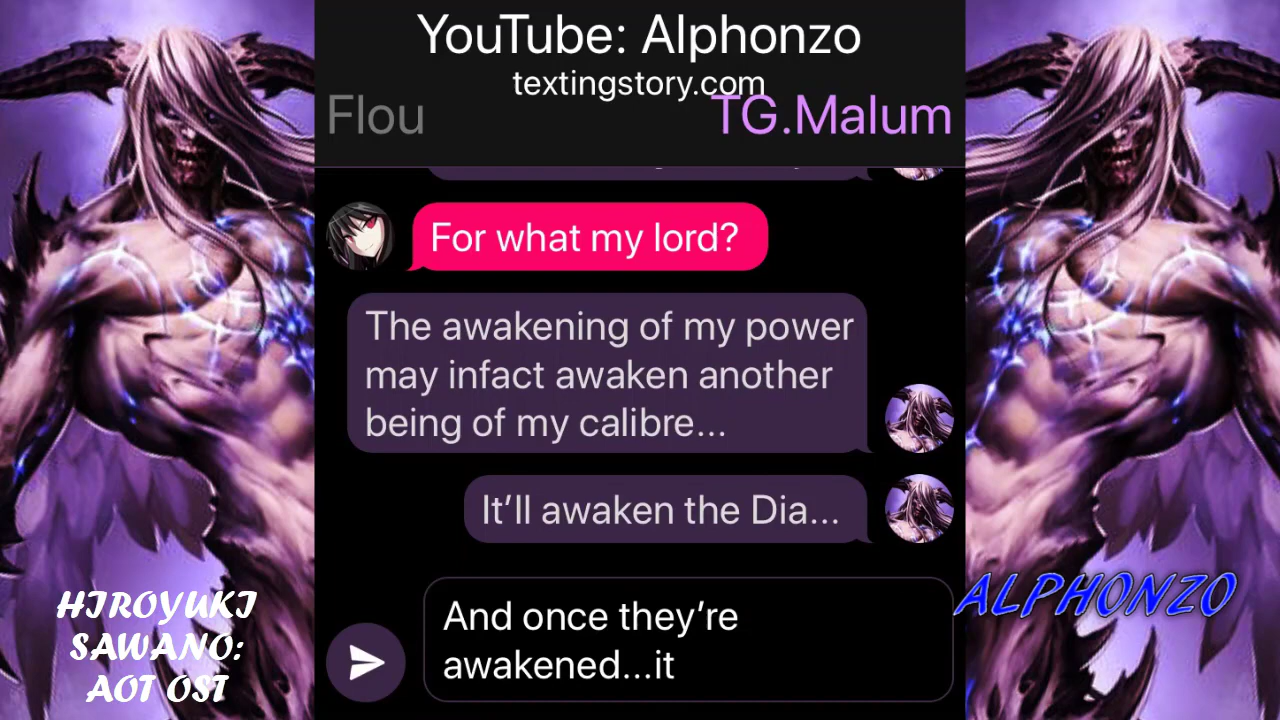 YouTube: Alphonzo
textingstory.com
Flou
TG.Malum
For what my lord?
The awakening of my power
may infact awaken another
being of my calibre...
It’ll awaken the Dia...
And once they’re
awakened...it
HIROYUKI
SAWANO:
AOT OST
ALPHONZO